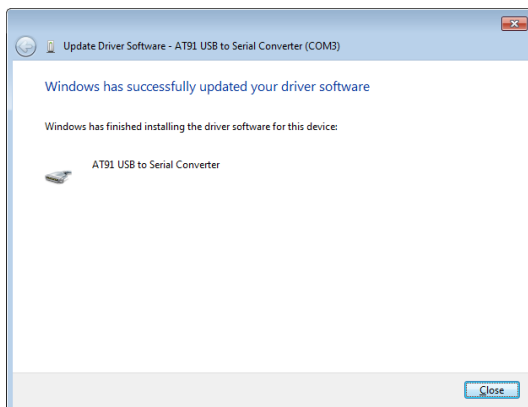 Update Driver Software - AT91 USB to Serial Converter (COM3)
Windows has successfully updated your driver software
Windows has finished installing the driver software for this device:
AT91 USB to Serial Converter
Close